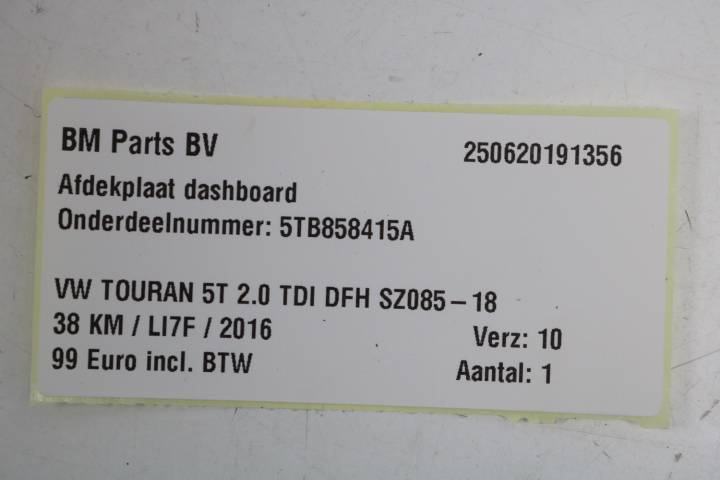 BM Parts BV 250620191356
Afdekplaat dashboard
Onderdeelnummer: 5TB858415A
VW TOURAN 5T 2.0 TDI DFH SZ085 – 18
38 KM / LI7F / 2016 Verz: 10
99 Euro incl. BTW Aantal: 1